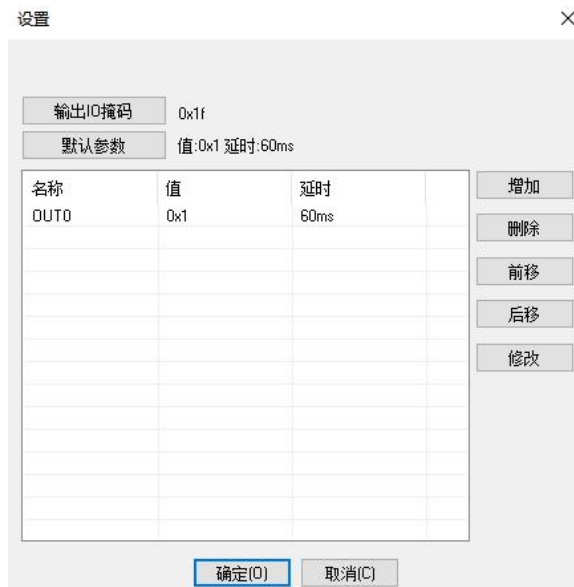 设置
输出IO掩码 0x1f
默认参数 值:0x1 延时:60ms
名称 值 延时
OUT0 0x1 60ms
增加
删除
前移
后移
修改
确定(O) 取消(C)